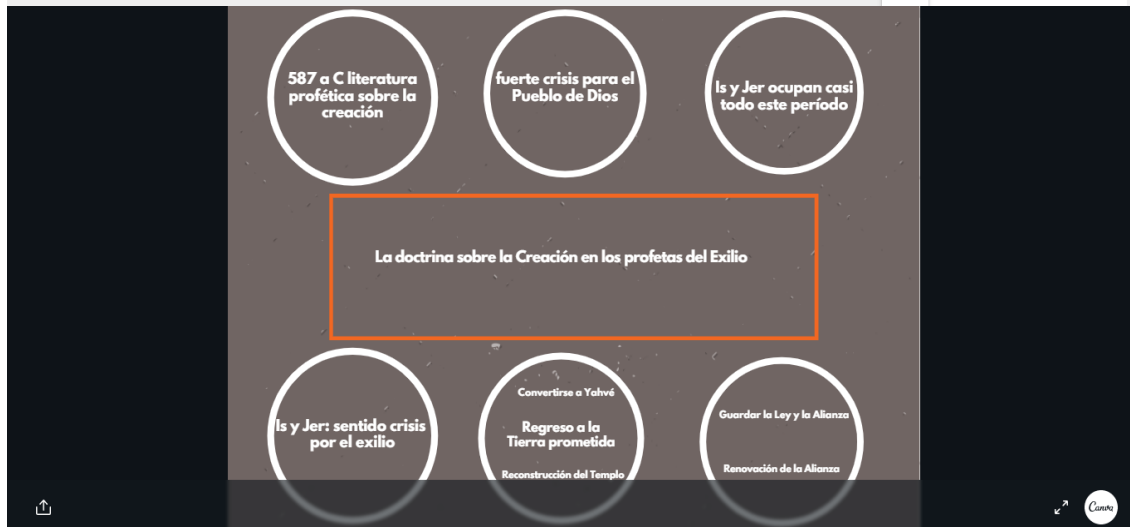 587 a C literatura
profética sobre la
creación
fuerte crisis para el
Pueblo de Dios
Is y Jer ocupan casi
todo este período
La doctrina sobre la Creación en los profetas del Exilio
Is y Jer: sentido crisis
por el exilio
Convertirse a Yahvé
Regreso a la
Tierra prometida
Reconstrucción del Templo
Guardar la Ley y la Alianza
Renovación de la Alianza
Canva